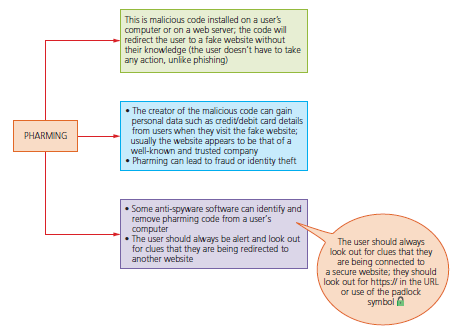 This is malicious code installed on a user's
computer or on a web server; the code will
redirect the user to a fake website without
their knowledge (the user doesn't have to take
any action, unlike phishing)
PHARMING
• The creator of the malicious code can gain
personal data such as credit/debit card details
from users when they visit the fake website;
usually the website appears to be that of a
well-known and trusted company
• Pharming can lead to fraud or identity theft
• Some anti-spyware software can identify and
remove pharming code from a user's
computer
• The user should always be alert and look out
for clues that they are being redirected to
another website
The user should always
look out for clues that they
are being connected to
a secure website; they should
look out for https:// in the URL
or use of the padlock
symbol